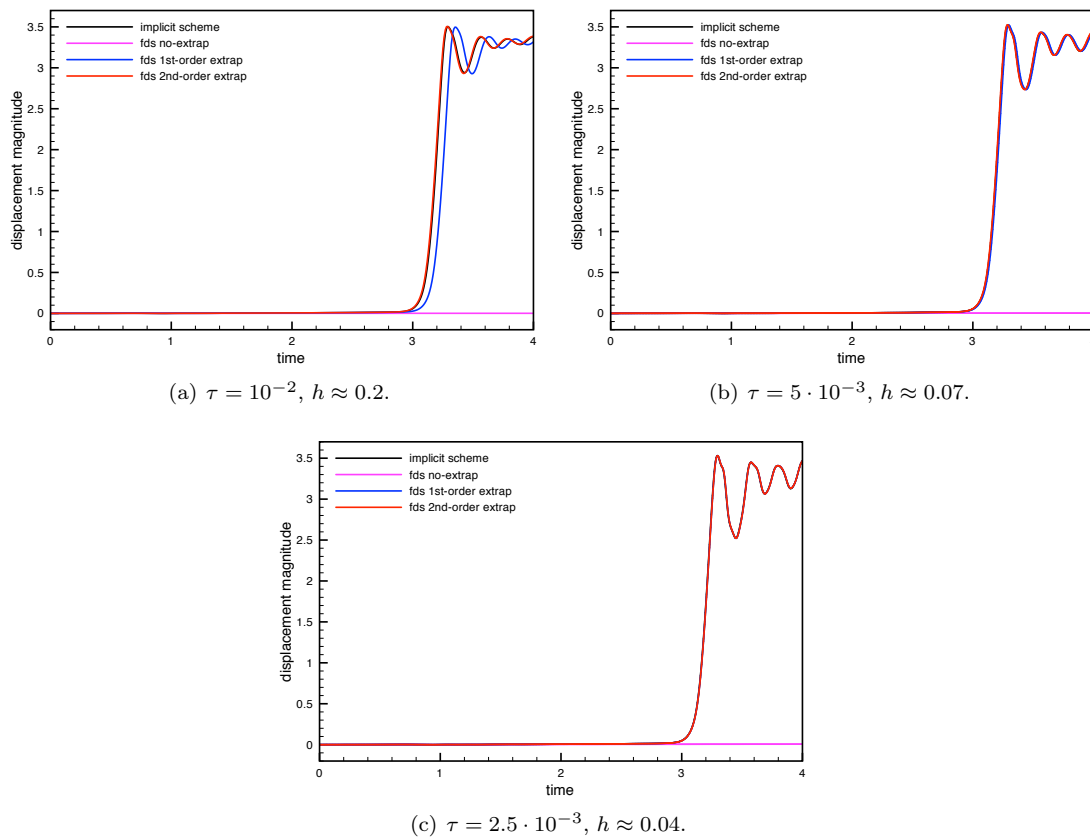 3.5
3
2.5
2
1.5
1
0.5
0
displacement magnitude
implicit scheme
fds no-extrap
fds 1st-order extrap
fds 2nd-order extrap
0 1 2 3 4
time
(a) τ = 10⁻², h ≈ 0.2.
3.5
3
2.5
2
1.5
1
0.5
0
displacement magnitude
implicit scheme
fds no-extrap
fds 1st-order extrap
fds 2nd-order extrap
0 1 2 3
time
(b) τ = 5 · 10⁻³, h ≈ 0.07.
3.5
3
2.5
2
1.5
1
0.5
0
displacement magnitude
implicit scheme
fds no-extrap
fds 1st-order extrap
fds 2nd-order extrap
0 1 2 3 4
time
(c) τ = 2.5 · 10⁻³, h ≈ 0.04.